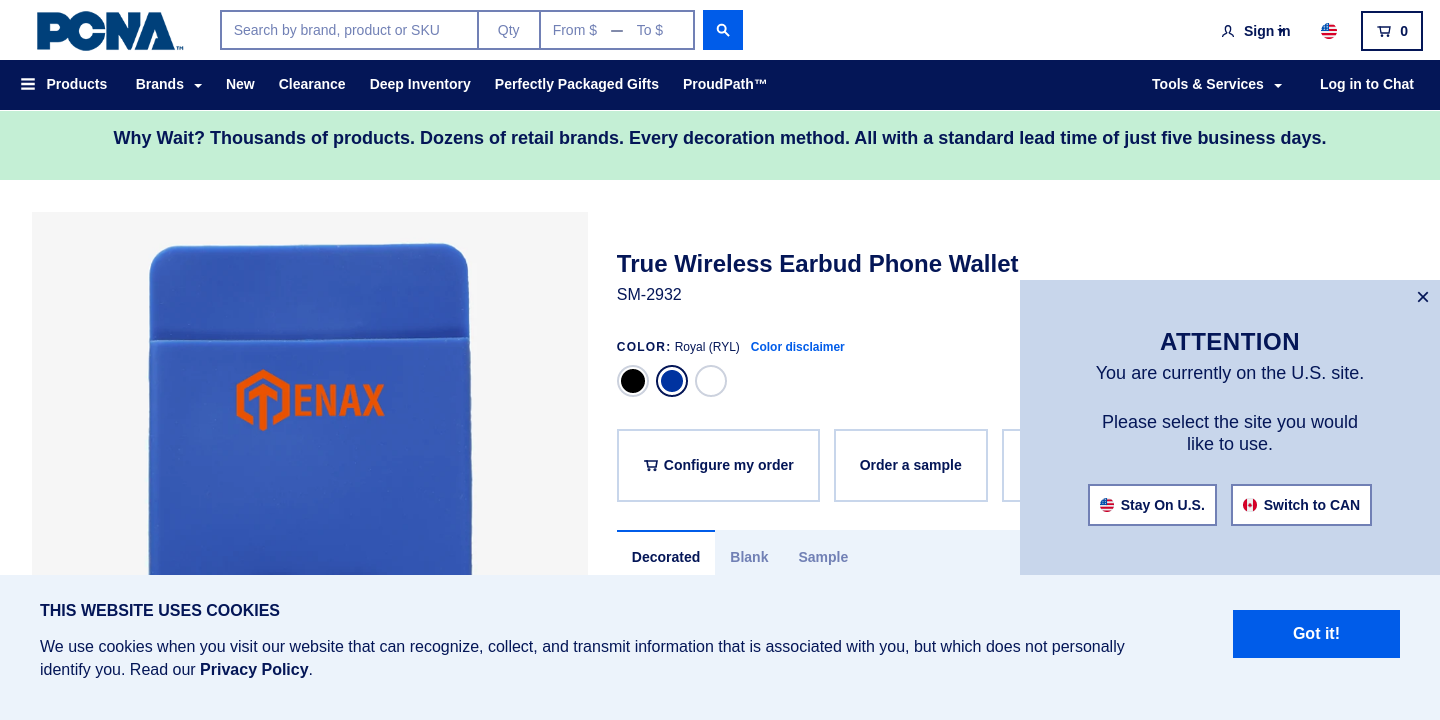 PCNA™
Search by brand, product or SKU
Qty
From $ — To $
Sign in
0
Products
Brands
New
Clearance
Deep Inventory
Perfectly Packaged Gifts
ProudPath™
Tools & Services
Log in to Chat
Why Wait? Thousands of products. Dozens of retail brands. Every decoration method. All with a standard lead time of just five business days.
TENAX
True Wireless Earbud Phone Wallet
SM-2932
COLOR: Royal (RYL) Color disclaimer
Configure my order
Order a sample
Decorated
Blank
Sample
×
ATTENTION
You are currently on the U.S. site.
Please select the site you would
like to use.
Stay On U.S.
Switch to CAN
THIS WEBSITE USES COOKIES
We use cookies when you visit our website that can recognize, collect, and transmit information that is associated with you, but which does not personally
identify you. Read our Privacy Policy.
Got it!